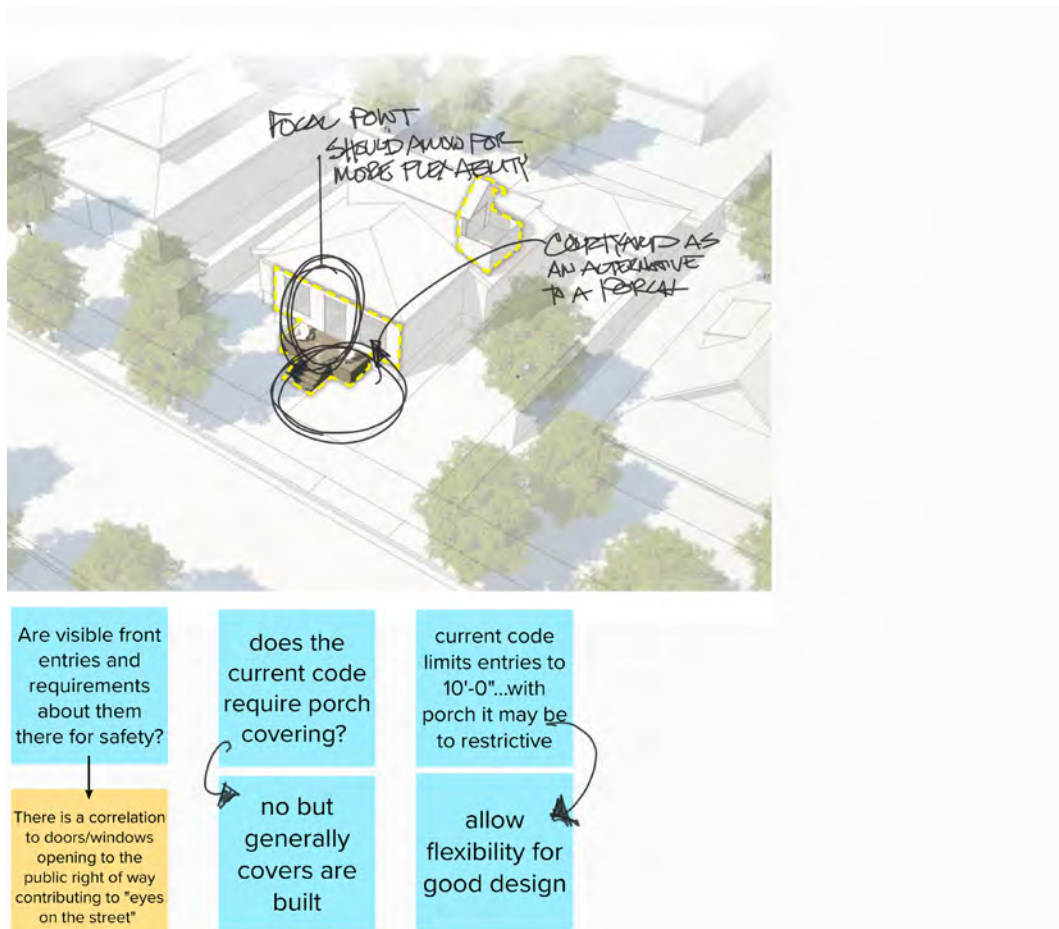 FOCAL POINT
SHOULD ALLOW FOR
MORE FLEX-ABILITY
COURTYARD AS
AN ALTERNATIVE
TO A PORCH
Are visible front
entries and
requirements
about them
there for safety?
There is a correlation
to doors/windows
opening to the
public right of way
contributing to "eyes
on the street"
does the
current code
require porch
covering?
no but
generally
covers are
built
current code
limits entries to
10'-0"...with
porch it may be
to restrictive
allow
flexibility for
good design